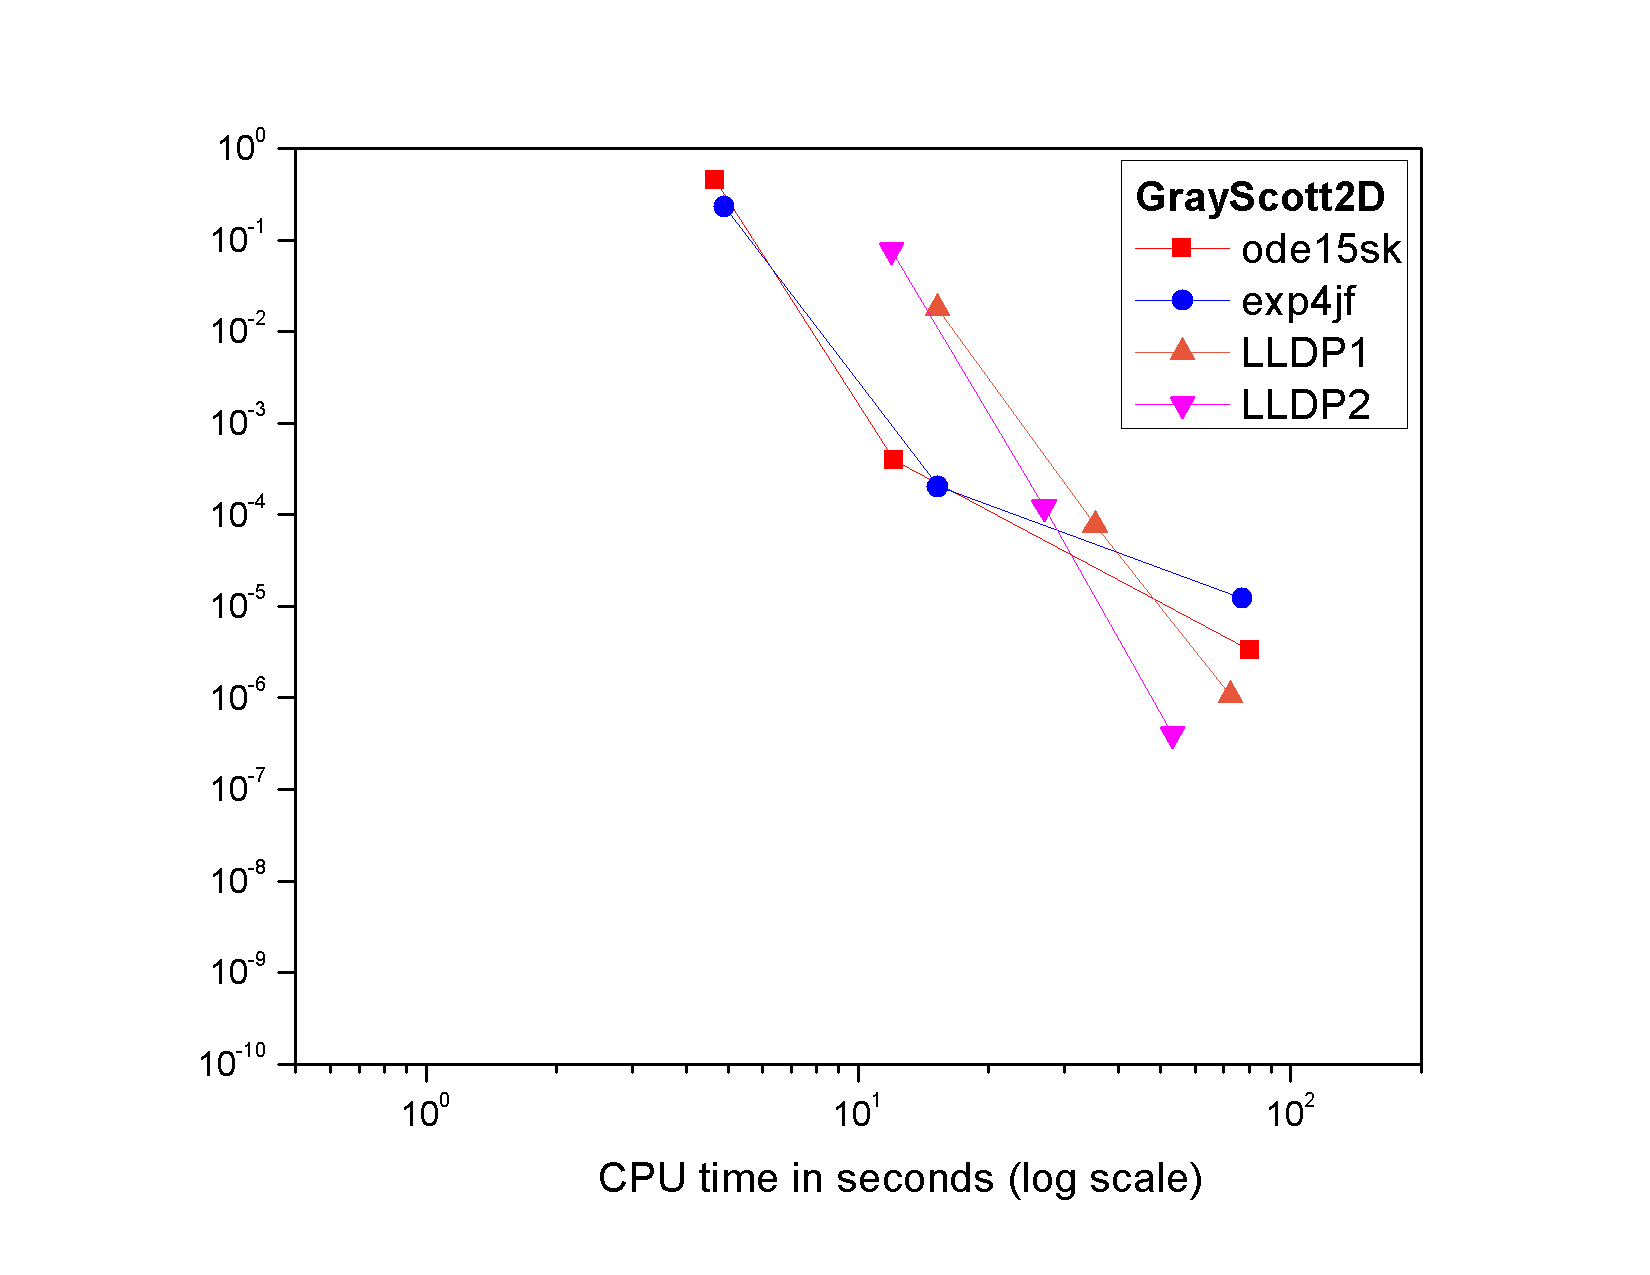 10^0
10^-1
10^-2
10^-3
10^-4
10^-5
10^-6
10^-7
10^-8
10^-9
10^-10
GrayScott2D
ode15sk
exp4jf
LLDP1
LLDP2
10^0 10^1 10^2
CPU time in seconds (log scale)